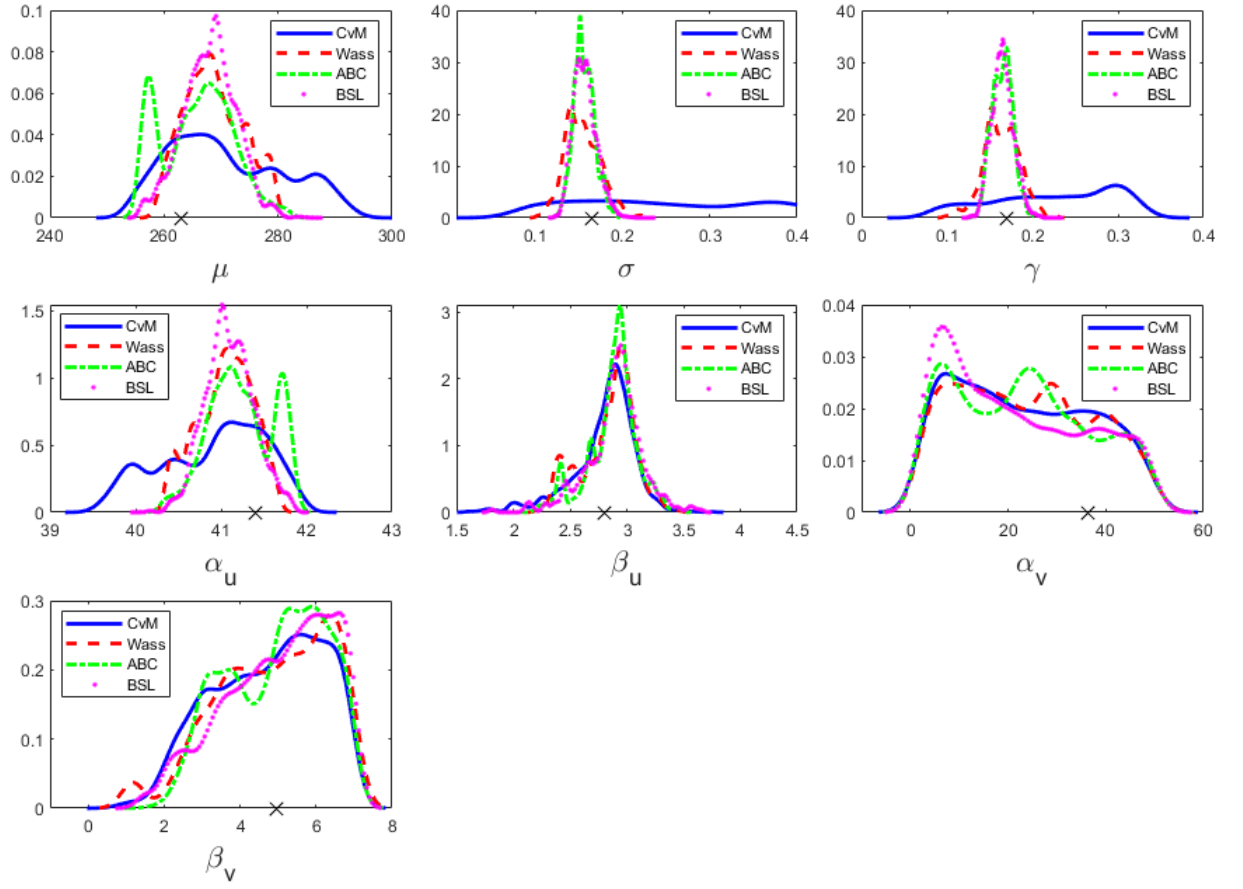 0.1
0.08
0.06
0.04
0.02
0
240 260 280 300
CvM
Wass
ABC
BSL
μ
40
30
20
10
0
0.1 0.2 0.3 0.4
CvM
Wass
ABC
BSL
σ
40
30
20
10
0
0 0.1 0.2 0.3 0.4
CvM
Wass
ABC
BSL
γ
1.5
1
0.5
0
39 40 41 42 43
CvM
Wass
ABC
BSL
α_u
3
2
1
0
1.5 2 2.5 3 3.5 4 4.5
CvM
Wass
ABC
BSL
β_u
0.04
0.03
0.02
0.01
0
0 20 40 60
CvM
Wass
ABC
BSL
α_v
0.3
0.2
0.1
0
0 2 4 6 8
CvM
Wass
ABC
BSL
β_v